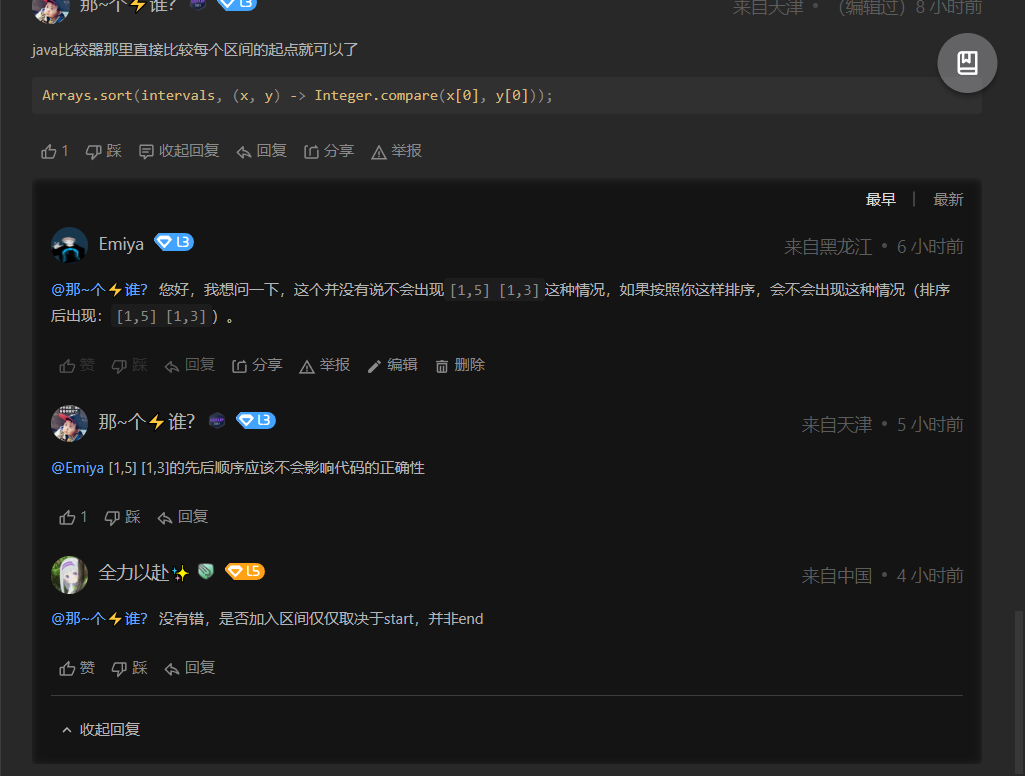 那~个⚡谁? L3 来自天津 • (编辑过) 8 小时前
java比较器那里直接比较每个区间的起点就可以了
Arrays.sort(intervals, (x, y) -> Integer.compare(x[0], y[0]));
1 踩 收起回复 回复 分享 举报
最早 | 最新
Emiya L3 来自黑龙江 • 6 小时前
@那~个⚡谁? 您好，我想问一下，这个并没有说不会出现 [1,5] [1,3] 这种情况，如果按照你这样排序，会不会出现这种情况（排序
后出现： [1,5] [1,3] ）。
赞 踩 回复 分享 举报 编辑 删除
那~个⚡谁? L3 来自天津 • 5 小时前
@Emiya [1,5] [1,3]的先后顺序应该不会影响代码的正确性
1 踩 回复
全力以赴✨ L5 来自中国 • 4 小时前
@那~个⚡谁? 没有错，是否加入区间仅仅取决于start，并非end
赞 踩 回复
收起回复